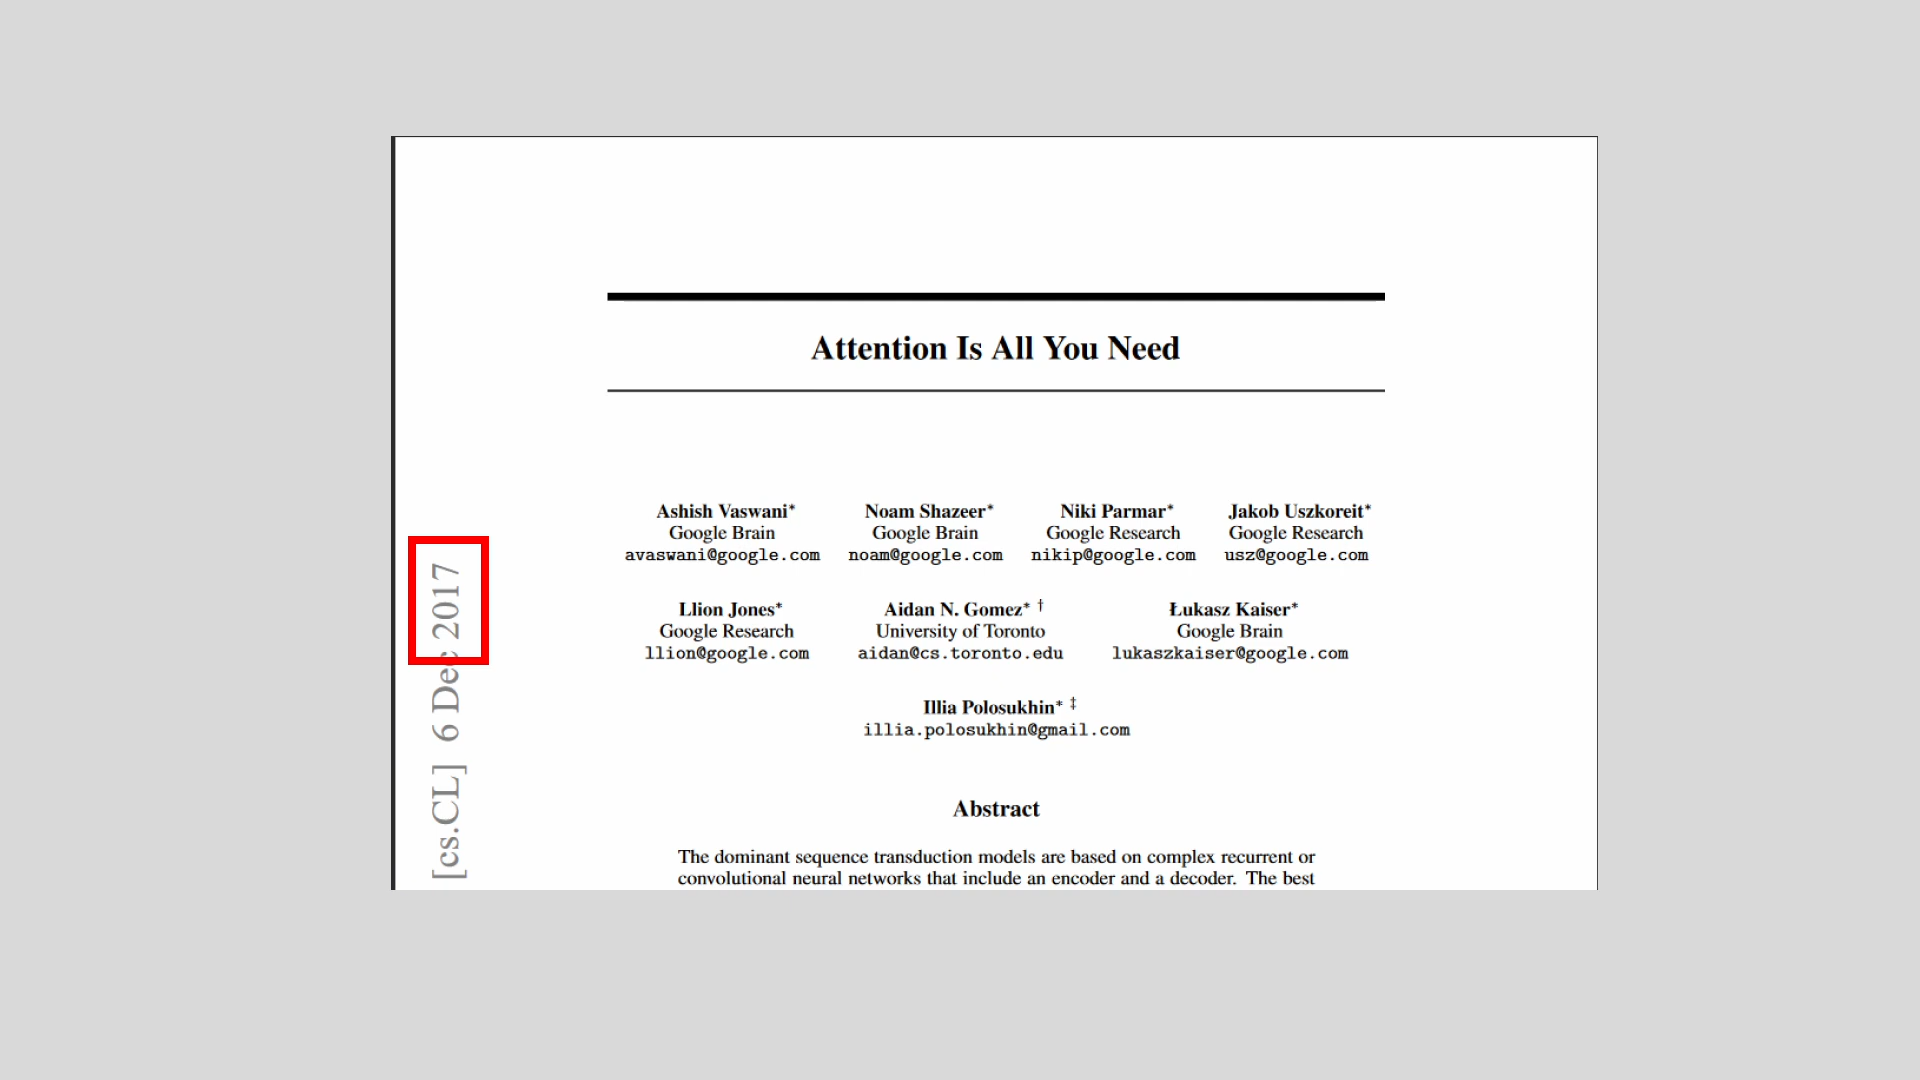 Attention Is All You Need
Ashish Vaswani* Noam Shazeer* Niki Parmar* Jakob Uszkoreit*
Google Brain Google Brain Google Research Google Research
avaswani@google.com noam@google.com nikip@google.com usz@google.com
Llion Jones* Aidan N. Gomez* † Łukasz Kaiser*
Google Research University of Toronto Google Brain
llion@google.com aidan@cs.toronto.edu lukaszkaiser@google.com
Illia Polosukhin* ‡
illia.polosukhin@gmail.com
Abstract
The dominant sequence transduction models are based on complex recurrent or
convolutional neural networks that include an encoder and a decoder. The best
[cs.CL] 6 Dec 2017